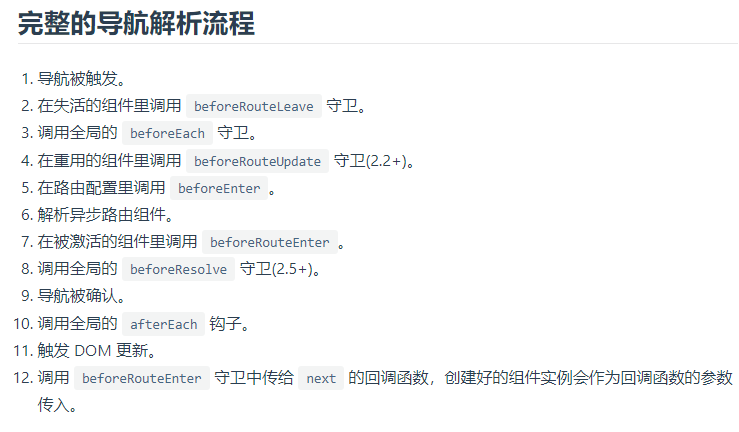 完整的导航解析流程
1. 导航被触发。
2. 在失活的组件里调用 beforeRouteLeave 守卫。
3. 调用全局的 beforeEach 守卫。
4. 在重用的组件里调用 beforeRouteUpdate 守卫(2.2+)。
5. 在路由配置里调用 beforeEnter。
6. 解析异步路由组件。
7. 在被激活的组件里调用 beforeRouteEnter。
8. 调用全局的 beforeResolve 守卫(2.5+)。
9. 导航被确认。
10. 调用全局的 afterEach 钩子。
11. 触发 DOM 更新。
12. 调用 beforeRouteEnter 守卫中传给 next 的回调函数，创建好的组件实例会作为回调函数的参数
传入。